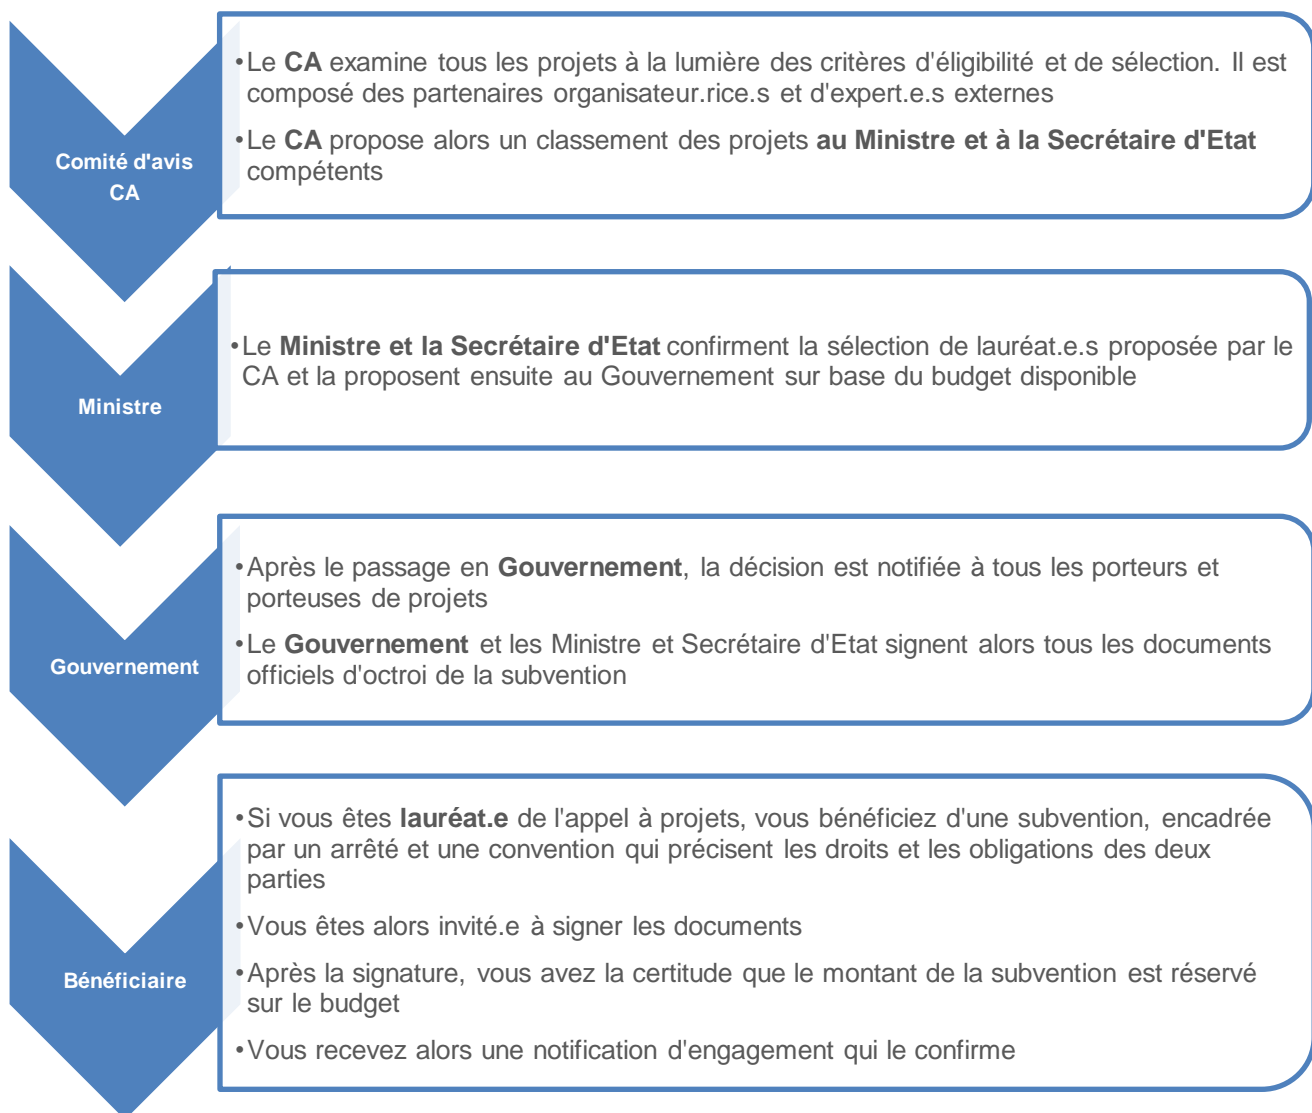 Comité d'avis
CA
•Le CA examine tous les projets à la lumière des critères d'éligibilité et de sélection. Il est
composé des partenaires organisateur.rice.s et d'expert.e.s externes
•Le CA propose alors un classement des projets au Ministre et à la Secrétaire d'Etat
compétents
Ministre
•Le Ministre et la Secrétaire d'Etat confirment la sélection de lauréat.e.s proposée par le
CA et la proposent ensuite au Gouvernement sur base du budget disponible
Gouvernement
•Après le passage en Gouvernement, la décision est notifiée à tous les porteurs et
porteuses de projets
•Le Gouvernement et les Ministre et Secrétaire d'Etat signent alors tous les documents
officiels d'octroi de la subvention
Bénéficiaire
•Si vous êtes lauréat.e de l'appel à projets, vous bénéficiez d'une subvention, encadrée
par un arrêté et une convention qui précisent les droits et les obligations des deux
parties
•Vous êtes alors invité.e à signer les documents
•Après la signature, vous avez la certitude que le montant de la subvention est réservé
sur le budget
•Vous recevez alors une notification d'engagement qui le confirme